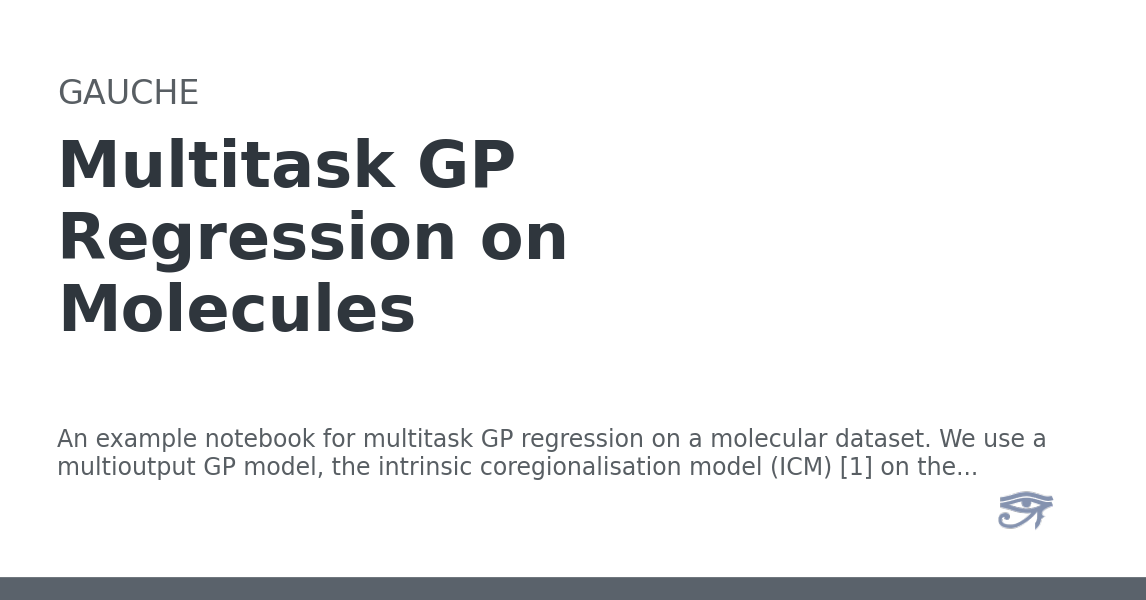 GAUCHE
Multitask GP
Regression on
Molecules
An example notebook for multitask GP regression on a molecular dataset. We use a
multioutput GP model, the intrinsic coregionalisation model (ICM) [1] on the...